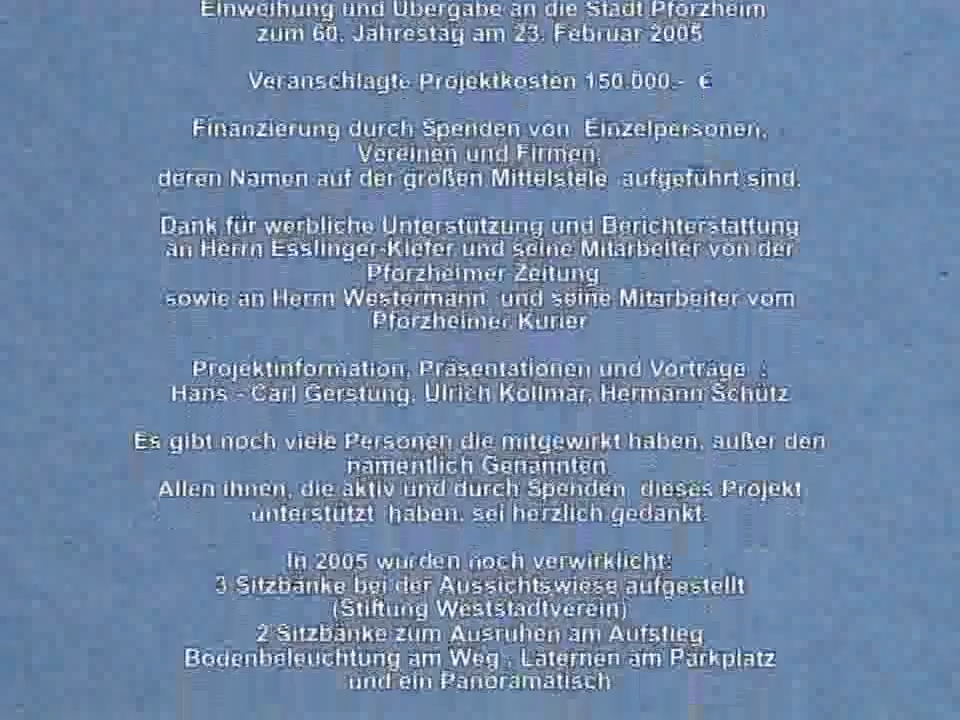 Einweihung und Übergabe an die Stadt Pforzheim
zum 60. Jahrestag am 23. Februar 2005
Veranschlagte Projektkosten 150.000.- €
Finanzierung durch Spenden von Einzelpersonen,
Vereinen und Firmen,
deren Namen auf der großen Mittelstele aufgeführt sind.
Dank für werbliche Unterstützung und Berichterstattung
an Herrn Esslinger-Kiefer und seine Mitarbeiter von der
Pforzheimer Zeitung
sowie an Herrn Westermann und seine Mitarbeiter vom
Pforzheimer Kurier
Projektinformation, Präsentationen und Vorträge :
Hans - Carl Gerstung, Ulrich Kollmar, Hermann Schütz
Es gibt noch viele Personen die mitgewirkt haben, außer den
namentlich Genannten
Allen ihnen, die aktiv und durch Spenden dieses Projekt
unterstützt haben, sei herzlich gedankt.
In 2005 wurden noch verwirklicht:
3 Sitzbänke bei der Aussichtswiese aufgestellt
(Stiftung Weststadtverein)
2 Sitzbänke zum Ausruhen am Aufstieg
Bodenbeleuchtung am Weg , Laternen am Parkplatz
und ein Panoramatisch